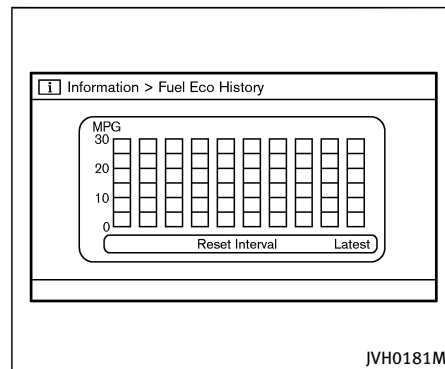 i Information > Fuel Eco History
MPG
30
20
10
0
Reset Interval Latest
JVH0181M